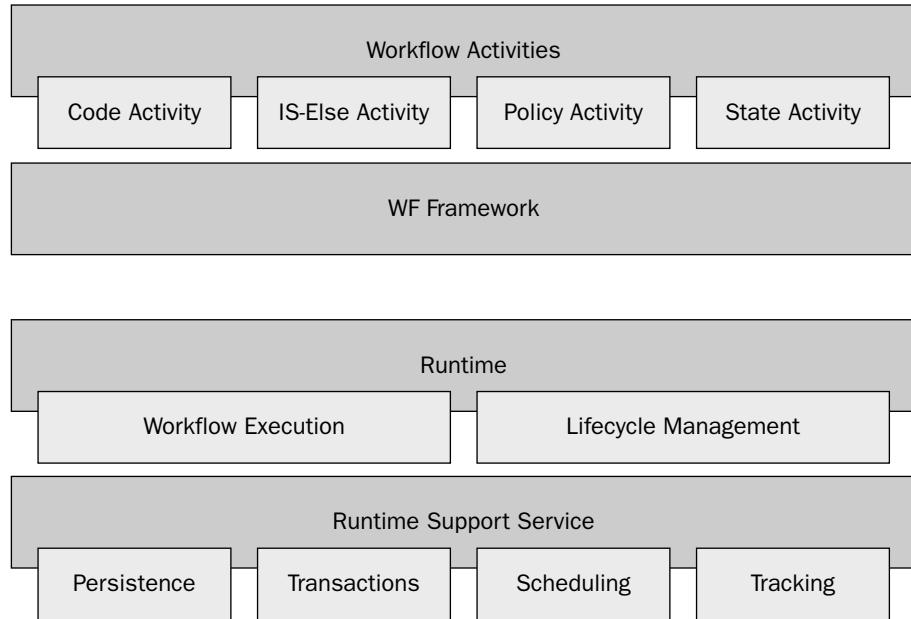 Workflow Activities
Code Activity
IS-Else Activity
Policy Activity
State Activity
WF Framework
Runtime
Workflow Execution
Lifecycle Management
Runtime Support Service
Persistence
Transactions
Scheduling
Tracking